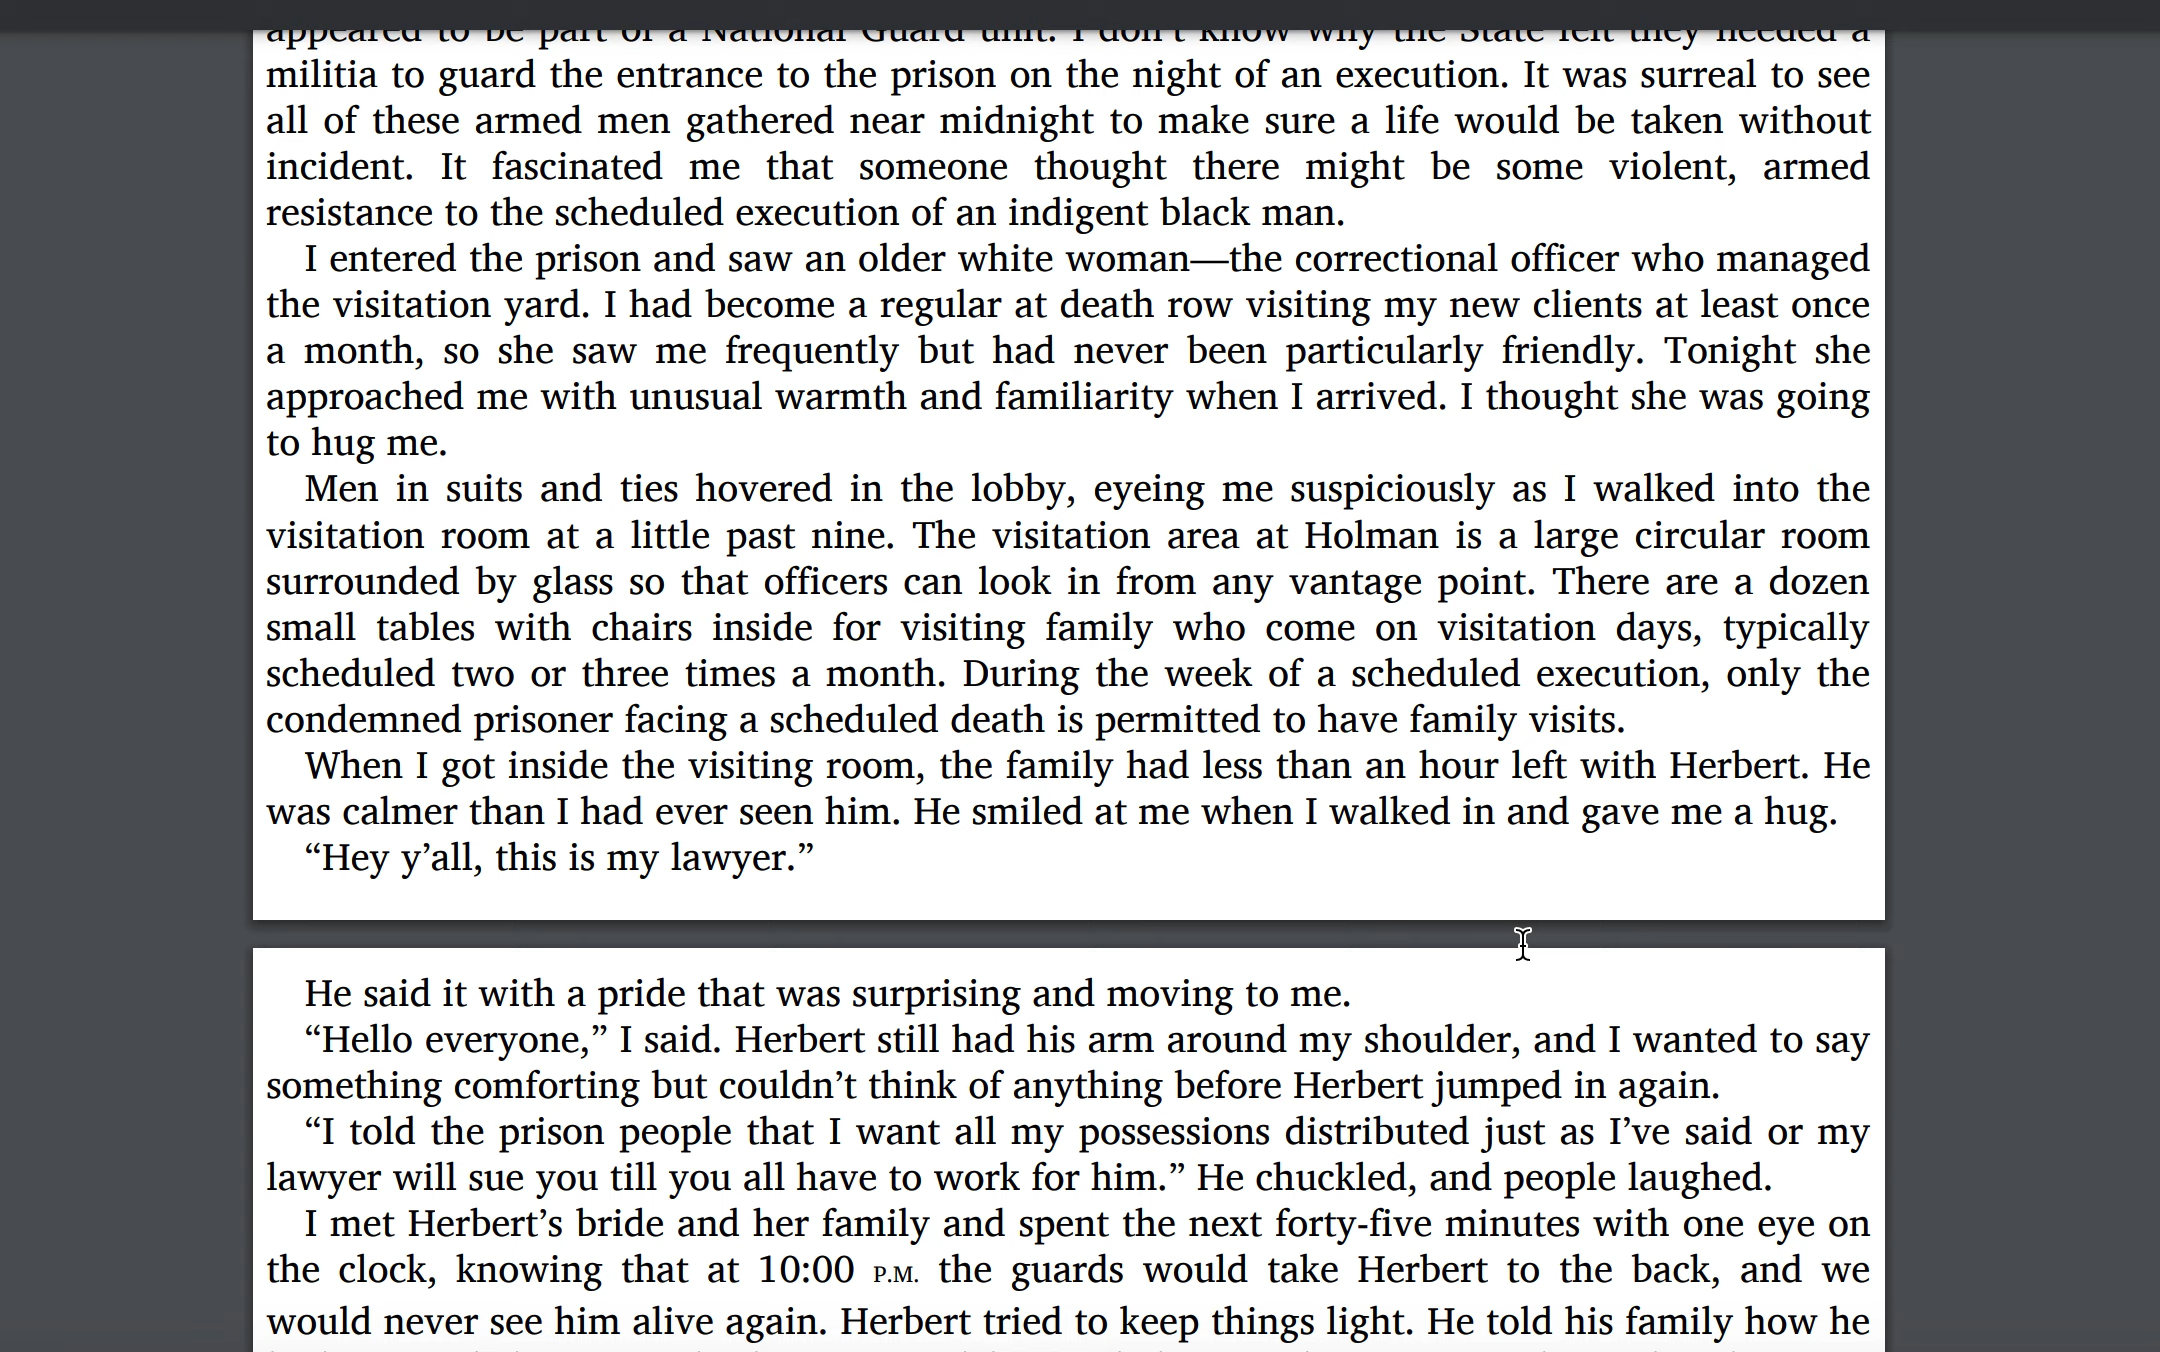 appeared to be part of a National Guard unit. I don't know why the State felt they needed a
militia to guard the entrance to the prison on the night of an execution. It was surreal to see
all of these armed men gathered near midnight to make sure a life would be taken without
incident. It fascinated me that someone thought there might be some violent, armed
resistance to the scheduled execution of an indigent black man.
I entered the prison and saw an older white woman—the correctional officer who managed
the visitation yard. I had become a regular at death row visiting my new clients at least once
a month, so she saw me frequently but had never been particularly friendly. Tonight she
approached me with unusual warmth and familiarity when I arrived. I thought she was going
to hug me.
Men in suits and ties hovered in the lobby, eyeing me suspiciously as I walked into the
visitation room at a little past nine. The visitation area at Holman is a large circular room
surrounded by glass so that officers can look in from any vantage point. There are a dozen
small tables with chairs inside for visiting family who come on visitation days, typically
scheduled two or three times a month. During the week of a scheduled execution, only the
condemned prisoner facing a scheduled death is permitted to have family visits.
When I got inside the visiting room, the family had less than an hour left with Herbert. He
was calmer than I had ever seen him. He smiled at me when I walked in and gave me a hug.
“Hey y’all, this is my lawyer.”
He said it with a pride that was surprising and moving to me.
“Hello everyone,” I said. Herbert still had his arm around my shoulder, and I wanted to say
something comforting but couldn’t think of anything before Herbert jumped in again.
“I told the prison people that I want all my possessions distributed just as I’ve said or my
lawyer will sue you till you all have to work for him.” He chuckled, and people laughed.
I met Herbert’s bride and her family and spent the next forty-five minutes with one eye on
the clock, knowing that at 10:00 P.M. the guards would take Herbert to the back, and we
would never see him alive again. Herbert tried to keep things light. He told his family how he